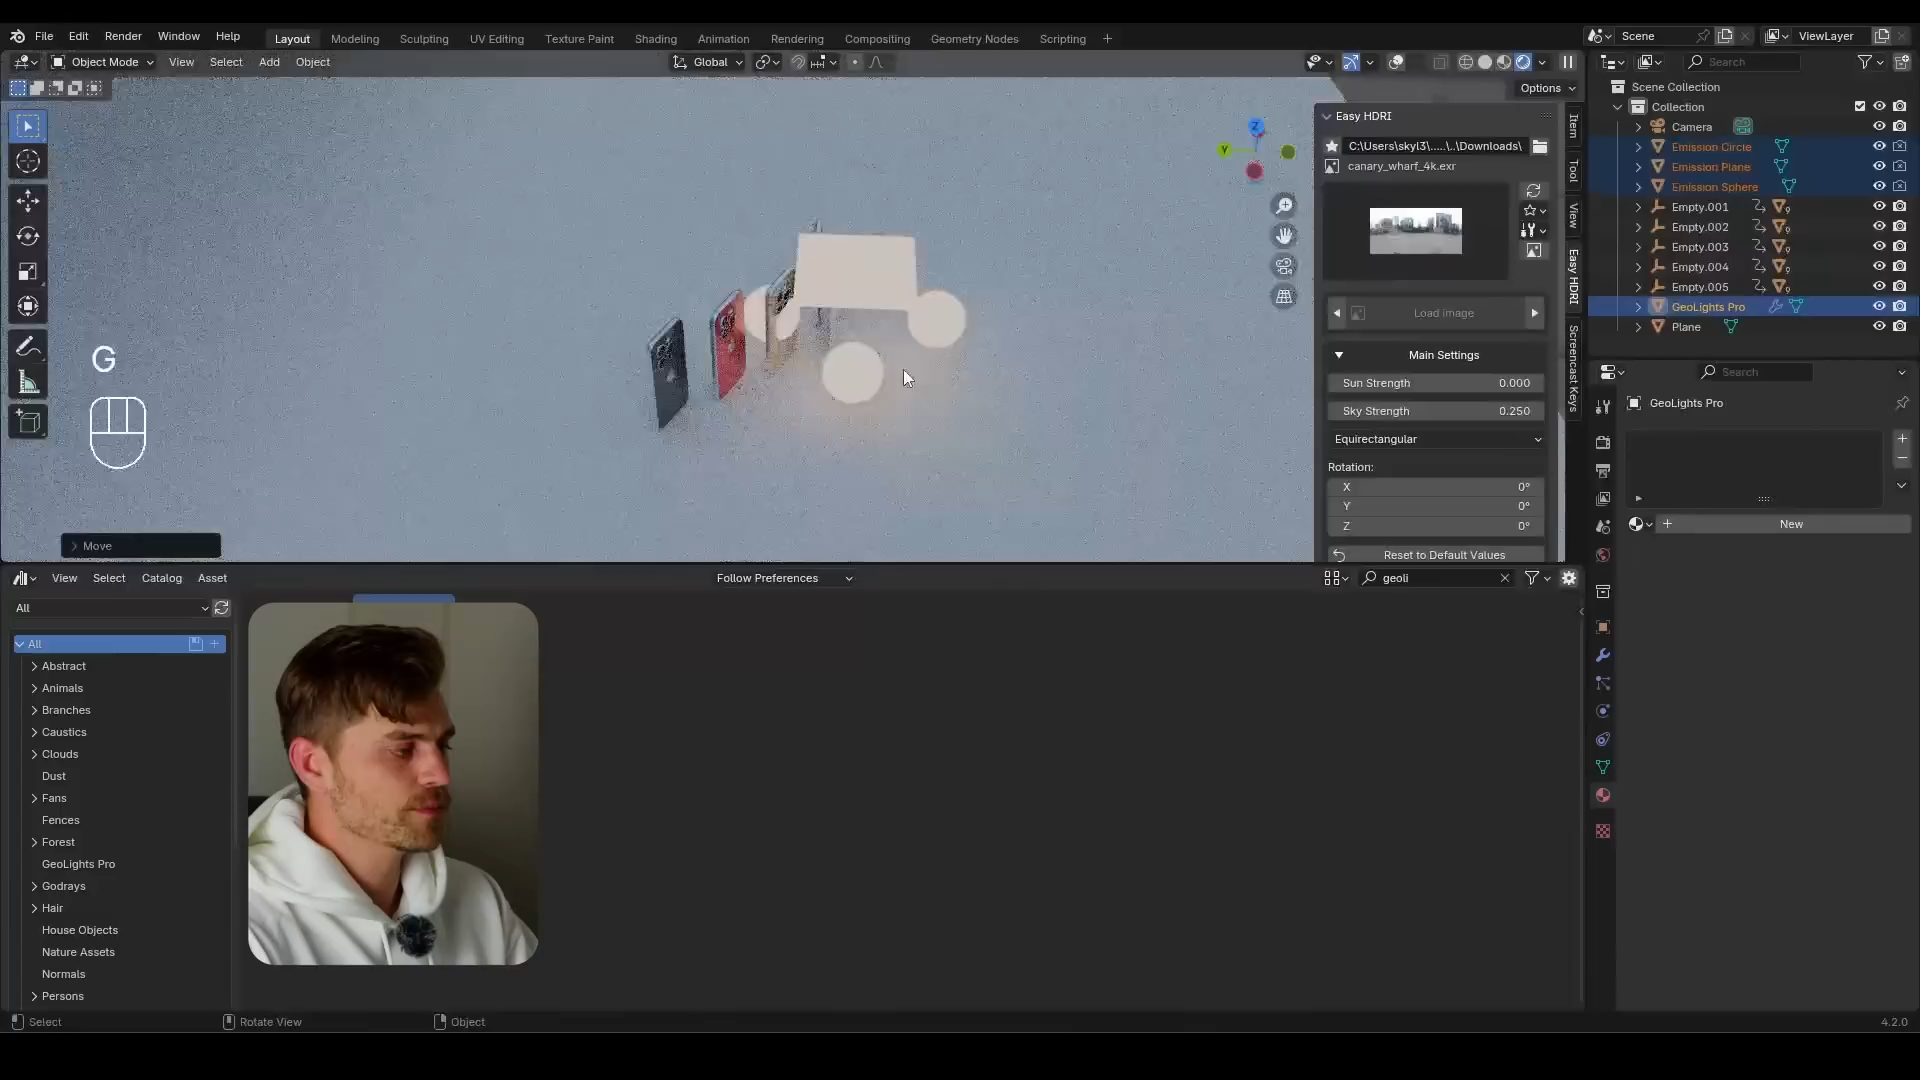 File Edit Render Window Help Layout Modeling Sculpting UV Editing Texture Paint Shading Animation Rendering Compositing Geometry Nodes Scripting + Scene ViewLayer
Object Mode View Select Add Object Global Search
Options
Scene Collection
Collection
Camera
Emission Circle
Emission Plane
Emission Sphere
Empty.001
Empty.002
Empty.003
Empty.004
Empty.005
GeoLights Pro
Plane
Z
Y
Easy HDRI
C:\Users\skyl3\.....\..\Downloads\
canary_wharf_4k.exr
Load image
Main Settings
Sun Strength 0.000
Sky Strength 0.250
Equirectangular
Rotation:
X 0°
Y 0°
Z 0°
Reset to Default Values
Item
Tool
View
Easy HDRI
Screencast Keys
Search
GeoLights Pro
New
G
Move
View Select Catalog Asset Follow Preferences geoli
All
All
Abstract
Animals
Branches
Caustics
Clouds
Dust
Fans
Fences
Forest
GeoLights Pro
Godrays
Hair
House Objects
Nature Assets
Normals
Persons
Select Rotate View Object 4.2.0